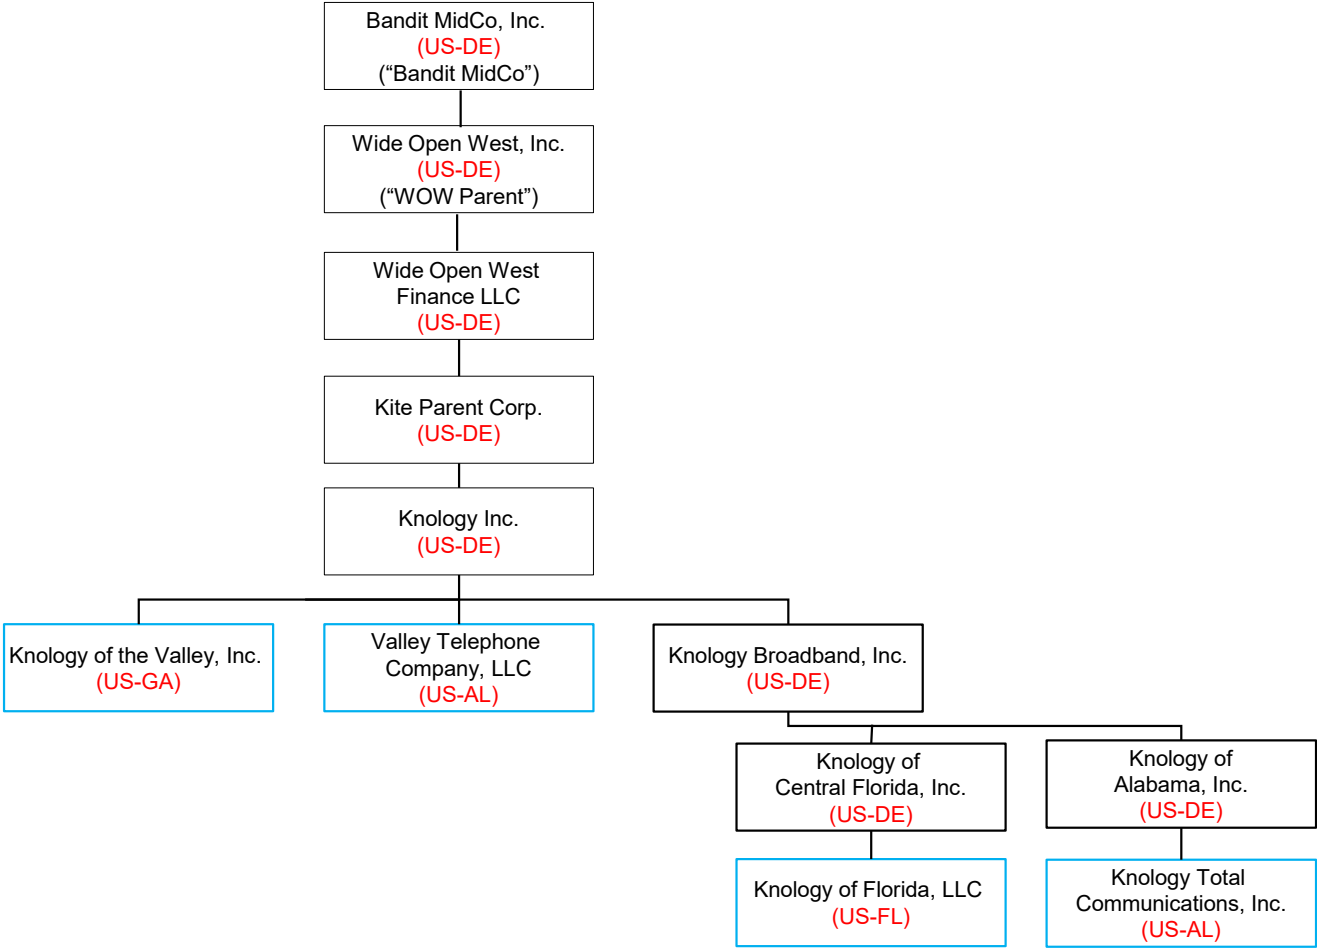 Bandit MidCo, Inc.
(US-DE)
(“Bandit MidCo”)
Wide Open West, Inc.
(US-DE)
(“WOW Parent”)
Wide Open West
Finance LLC
(US-DE)
Kite Parent Corp.
(US-DE)
Knology Inc.
(US-DE)
Knology of the Valley, Inc.
(US-GA)
Valley Telephone
Company, LLC
(US-AL)
Knology Broadband, Inc.
(US-DE)
Knology of
Central Florida, Inc.
(US-DE)
Knology of
Alabama, Inc.
(US-DE)
Knology of Florida, LLC
(US-FL)
Knology Total
Communications, Inc.
(US-AL)